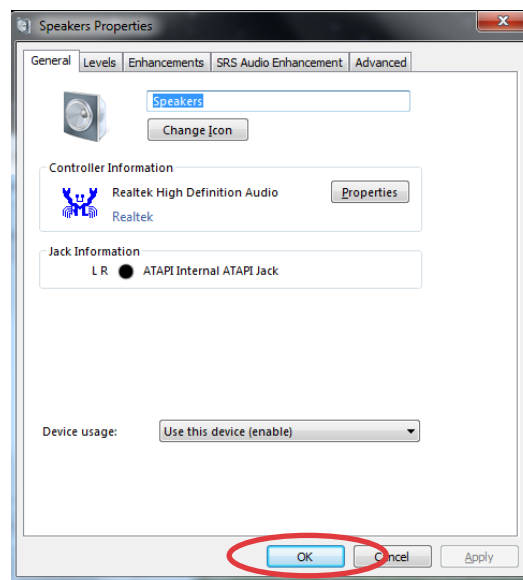 Speakers Properties
General Levels Enhancements SRS Audio Enhancement Advanced
Speakers
Change Icon
Controller Information
Realtek High Definition Audio Properties
Realtek
Jack Information
L R ATAPI Internal ATAPI Jack
Device usage: Use this device (enable)
OK Cancel Apply